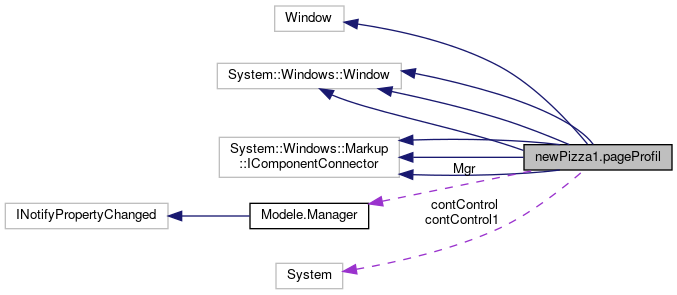 Window
System::Windows::Window
System::Windows::Markup
::IComponentConnector
newPizza1.pageProfil
Mgr
INotifyPropertyChanged
Modele.Manager
contControl
contControl1
System